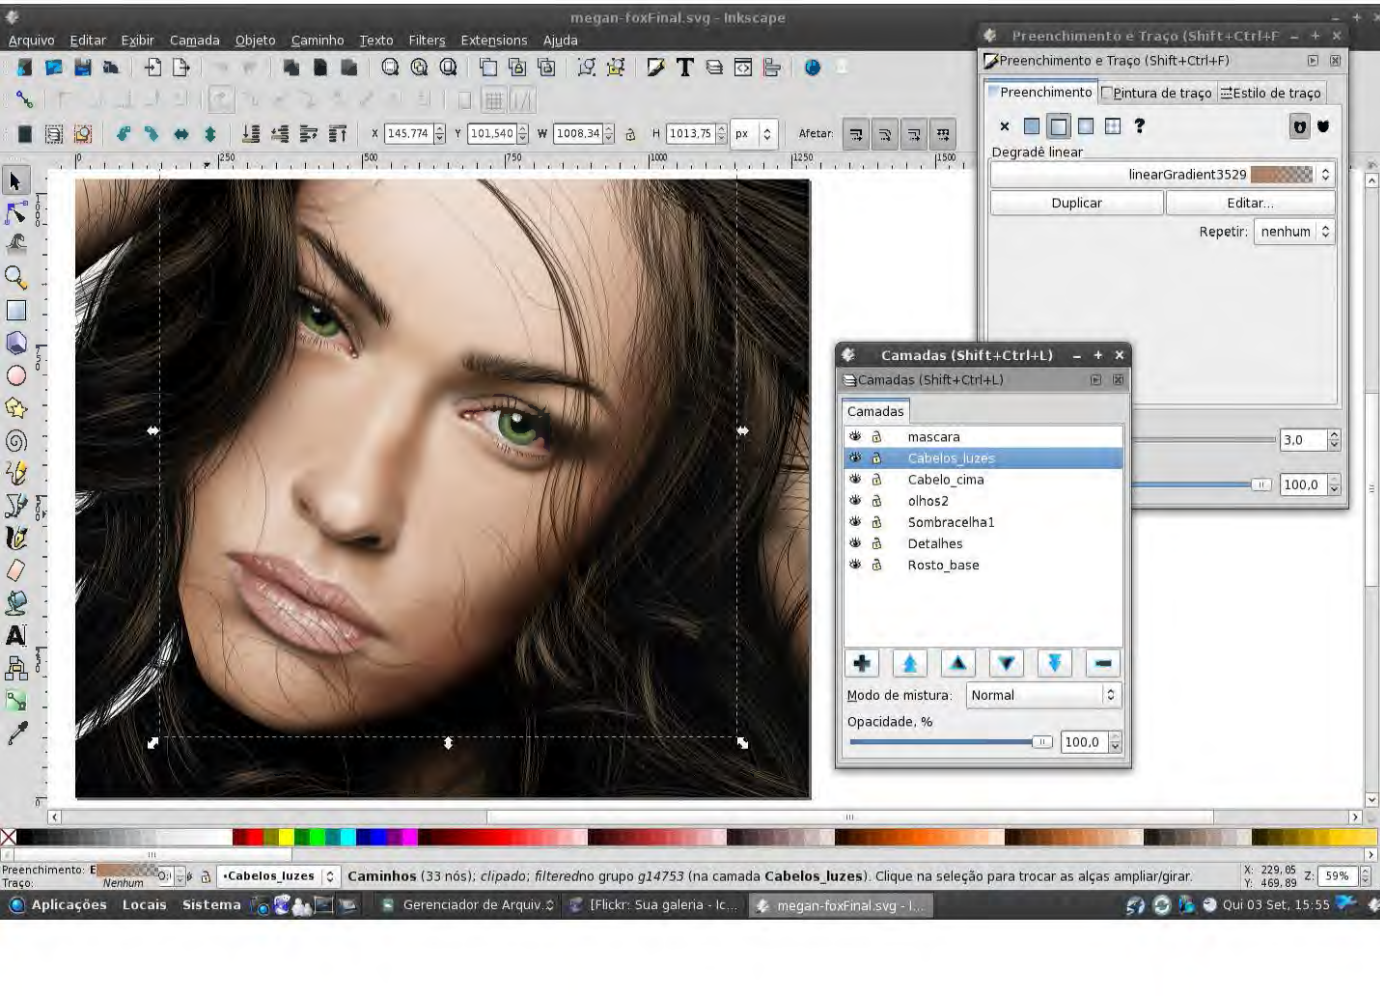 megan-foxFinal.svg - Inkscape
Arquivo Editar Exibir Camada Objeto Caminho Texto Filters Extensions Ajuda
X 145,774 Y 101,540 W 1008,34 H 1013,75 px Afetar:
0 250 500 750 1000 1250 1500
Preenchimento e Traço (Shift+Ctrl+F
Preenchimento e Traço (Shift+Ctrl+F)
Preenchimento Pintura de traço Estilo de traço
?
Degradê linear
linearGradient3529
Duplicar Editar...
Repetir: nenhum
3,0
100,0
Camadas (Shift+Ctrl+L)
Camadas (Shift+Ctrl+L)
Camadas
mascara
Cabelos_luzes
Cabelo_cima
olhos2
Sombracelha1
Detalhes
Rosto_base
Modo de mistura: Normal
Opacidade, %
100,0
Preenchimento: E
Traço: Nenhum
•Cabelos_luzes
Caminhos (33 nós); clipado; filteredno grupo g14753 (na camada Cabelos_luzes). Clique na seleção para trocar as alças ampliar/girar.
X: 229,05
Y: 469,89
Z: 59%
Aplicações Locais Sistema Gerenciador de Arquiv... [Flickr: Sua galeria - Ic... megan-foxFinal.svg - I... Qui 03 Set, 15:55